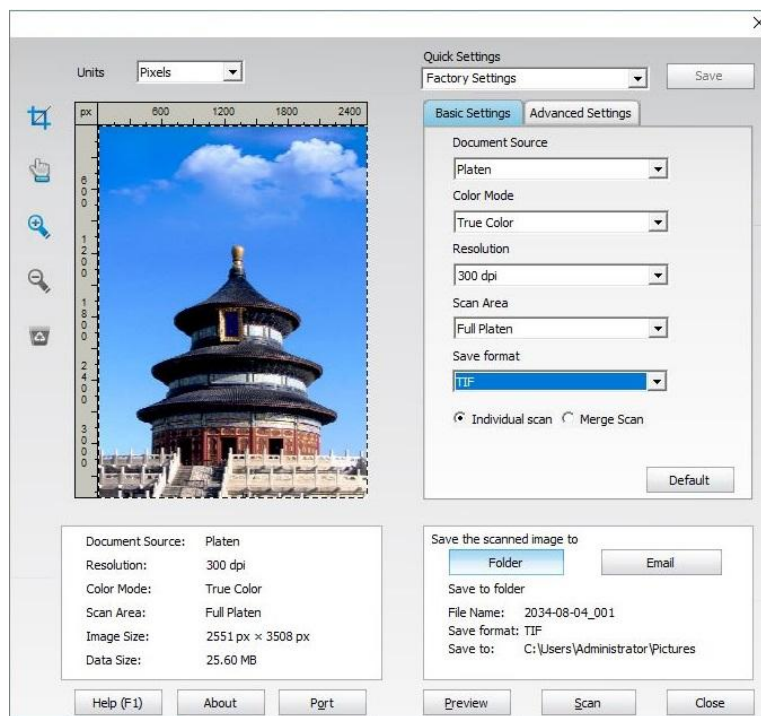 Units Pixels
px 600 1200 1800 2400
600
1200
1800
2400
3000
Quick Settings
Factory Settings Save
Basic Settings Advanced Settings
Document Source
Platen
Color Mode
True Color
Resolution
300 dpi
Scan Area
Full Platen
Save format
TIF
Individual scan Merge Scan
Default
Document Source: Platen
Resolution: 300 dpi
Color Mode: True Color
Scan Area: Full Platen
Image Size: 2551 px × 3508 px
Data Size: 25.60 MB
Save the scanned image to
Folder Email
Save to folder
File Name: 2034-08-04_001
Save format: TIF
Save to: C:\Users\Administrator\Pictures
Help (F1) About Port Preview Scan Close